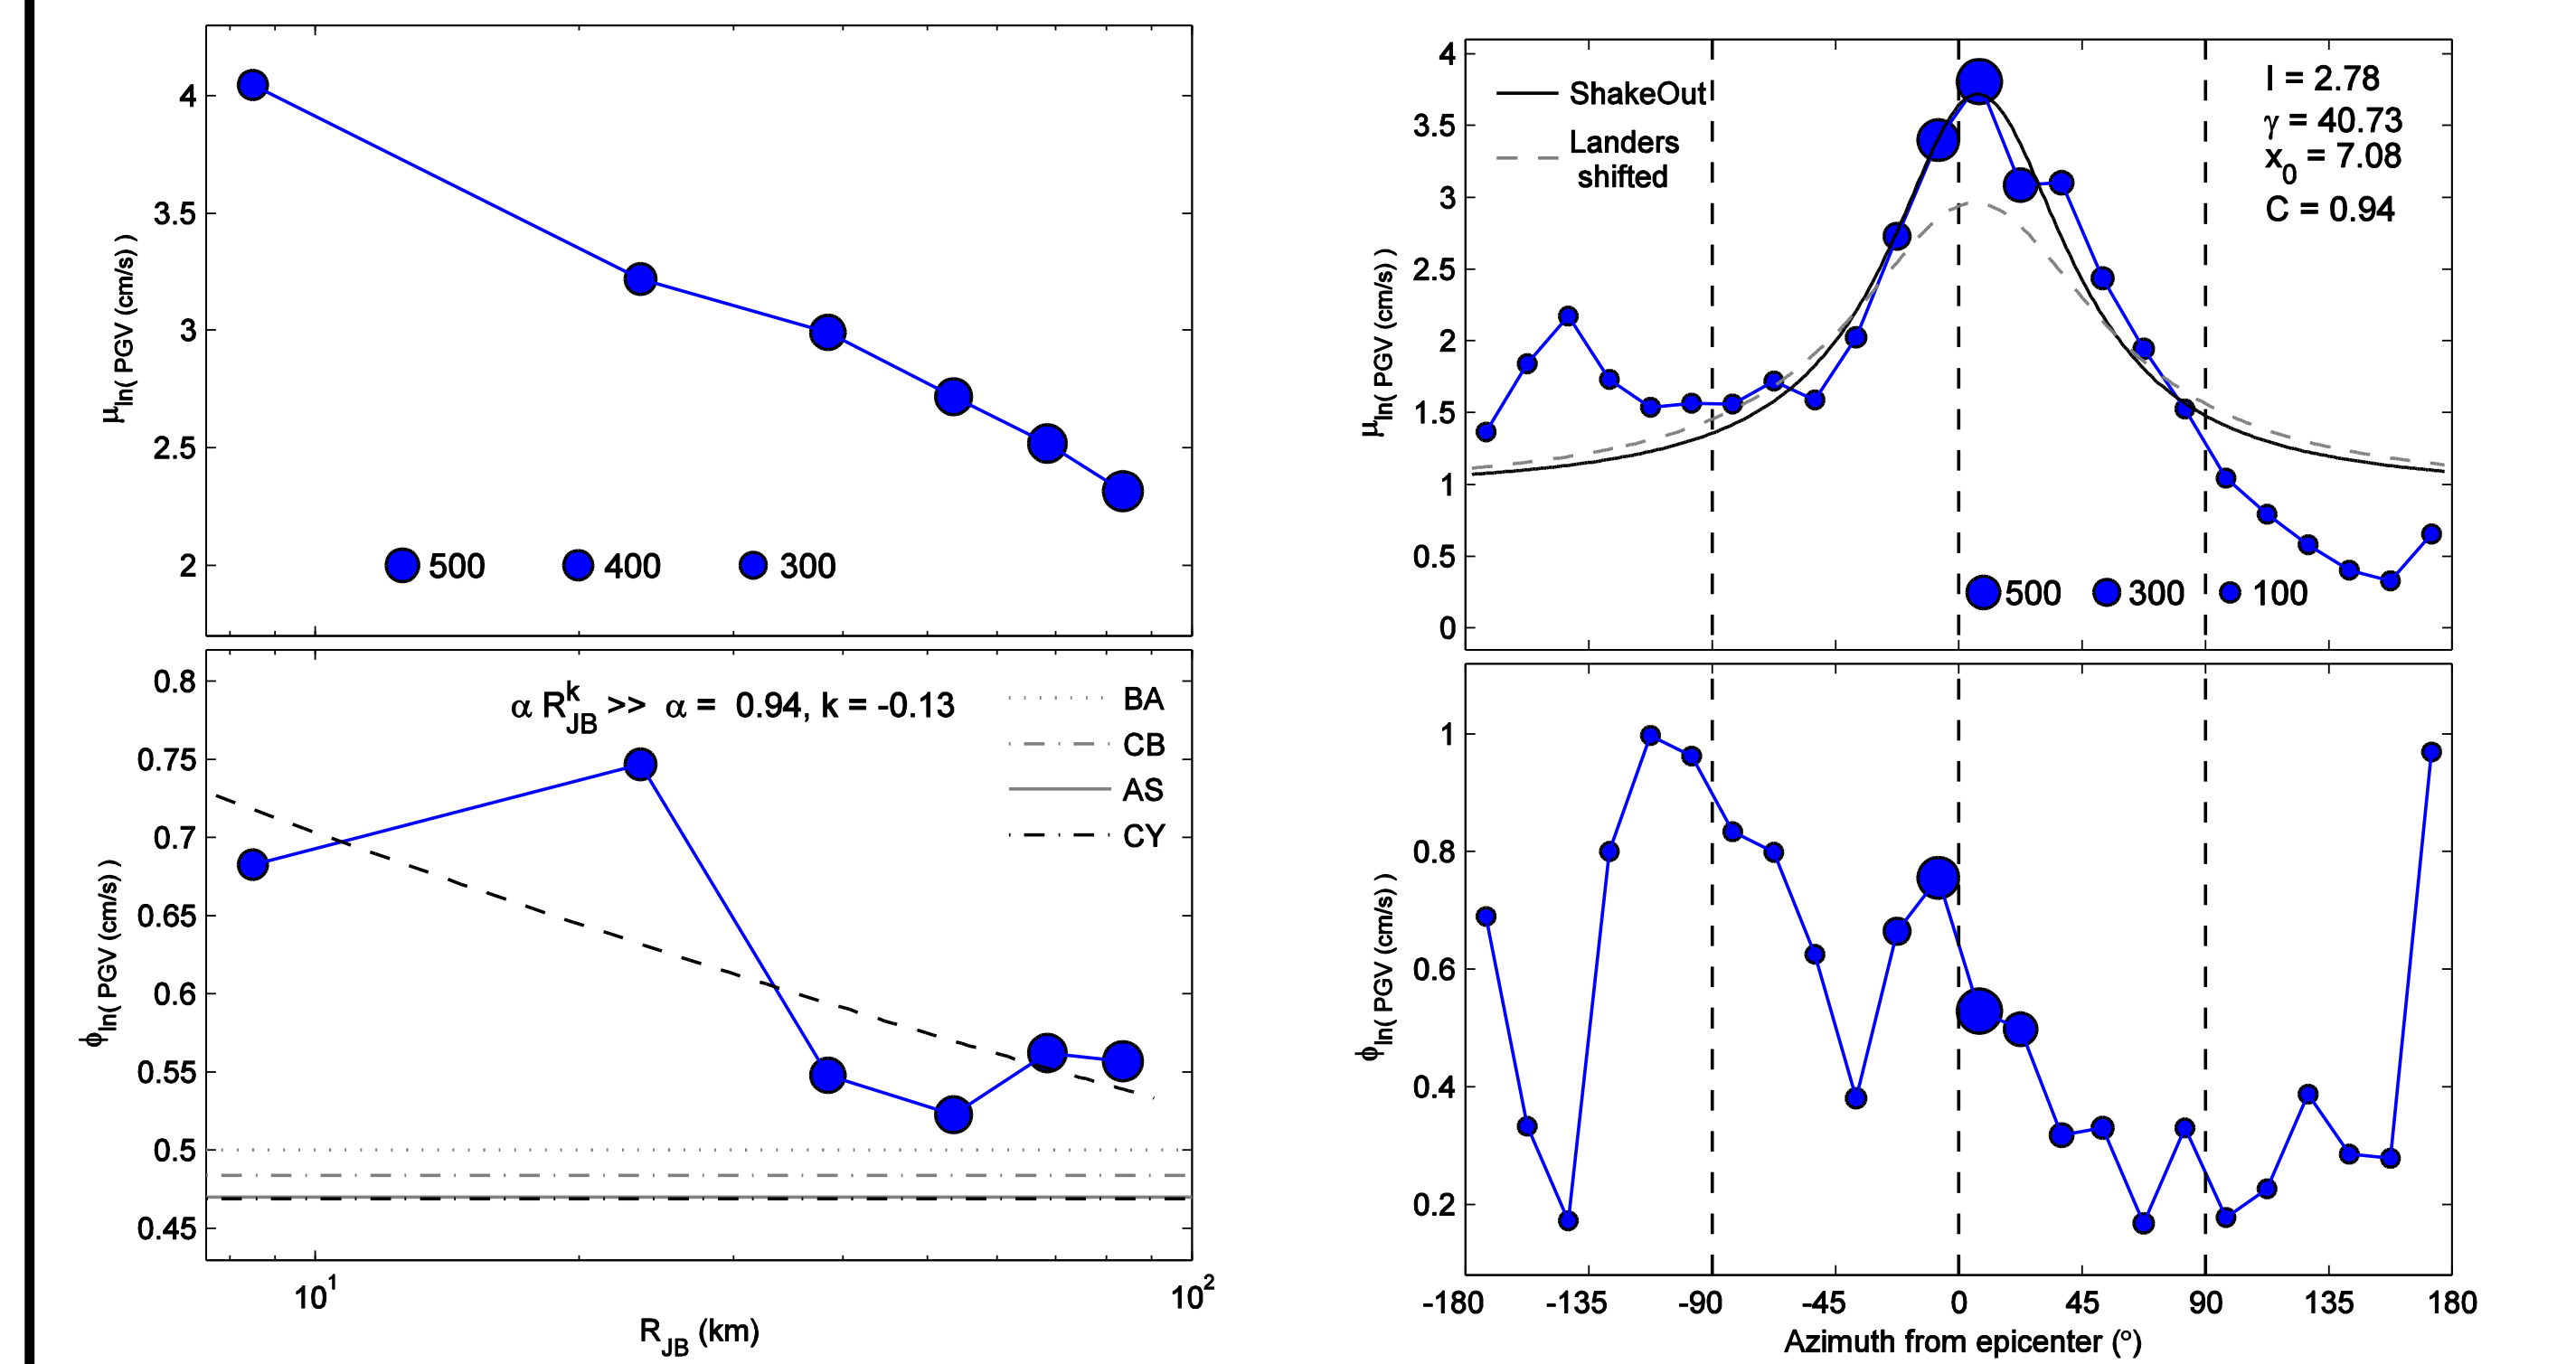 4
3.5
3
2.5
2
μln( PGV (cm/s) )
500 400 300
0.8
0.75
0.7
0.65
0.6
0.55
0.5
0.45
ϕln( PGV (cm/s) )
α R^k_JB >> α = 0.94, k = -0.13
BA
CB
AS
CY
10^1 10^2
R_JB (km)
4
3.5
3
2.5
2
1.5
1
0.5
0
μln( PGV (cm/s) )
ShakeOut
Landers
shifted
I = 2.78
γ = 40.73
x_0 = 7.08
C = 0.94
500 300 100
1
0.8
0.6
0.4
0.2
ϕln( PGV (cm/s) )
-180 -135 -90 -45 0 45 90 135 180
Azimuth from epicenter (°)